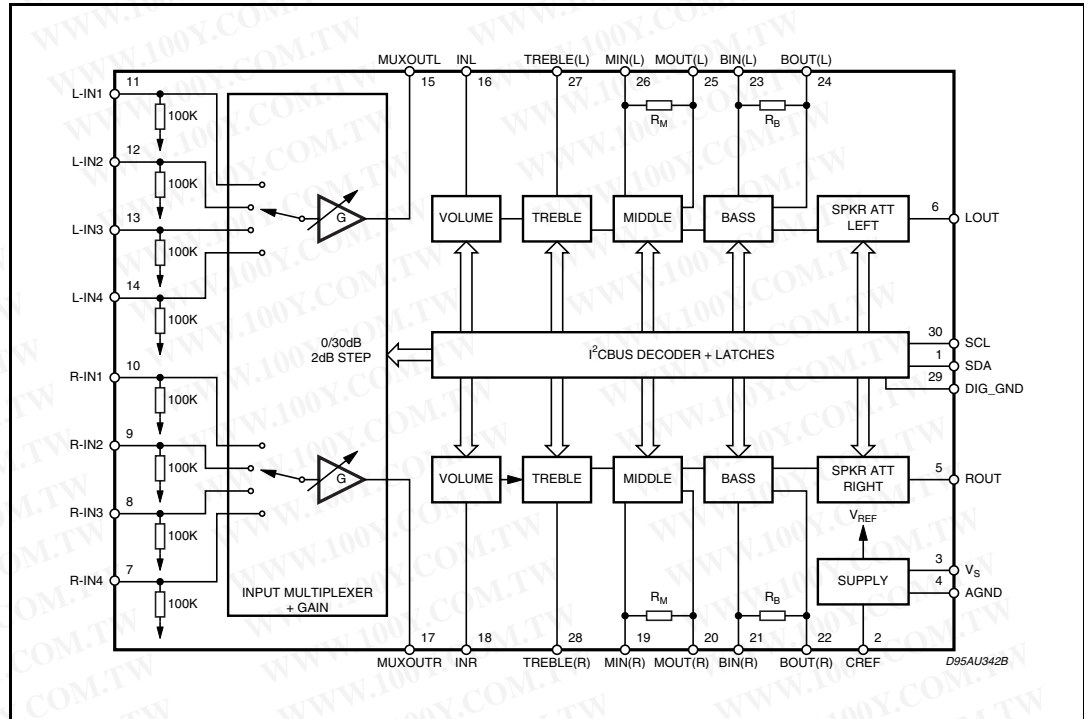 MUXOUTL INL TREBLE(L) MIN(L) MOUT(L) BIN(L) BOUT(L)
15 16 27 26 25 23 24
L-IN1 11
100K
R_M R_B
L-IN2 12
100K
L-IN3 13
100K
L-IN4 14
100K
G
VOLUME TREBLE MIDDLE BASS SPKR ATT LEFT
6 LOUT
0/30dB
2dB STEP
I²CBUS DECODER + LATCHES
30 SCL
1 SDA
29 DIG_GND
R-IN1 10
100K
R-IN2 9
100K
R-IN3 8
100K
R-IN4 7
100K
G
INPUT MULTIPLEXER
+ GAIN
VOLUME TREBLE MIDDLE BASS SPKR ATT RIGHT
5 ROUT
V_REF
SUPPLY
3 V_S
4 AGND
R_M R_B
17 18 28 19 20 21 22 2
MUXOUTR INR TREBLE(R) MIN(R) MOUT(R) BIN(R) BOUT(R) CREF
D95AU342B
WWW.100Y.COM.TW